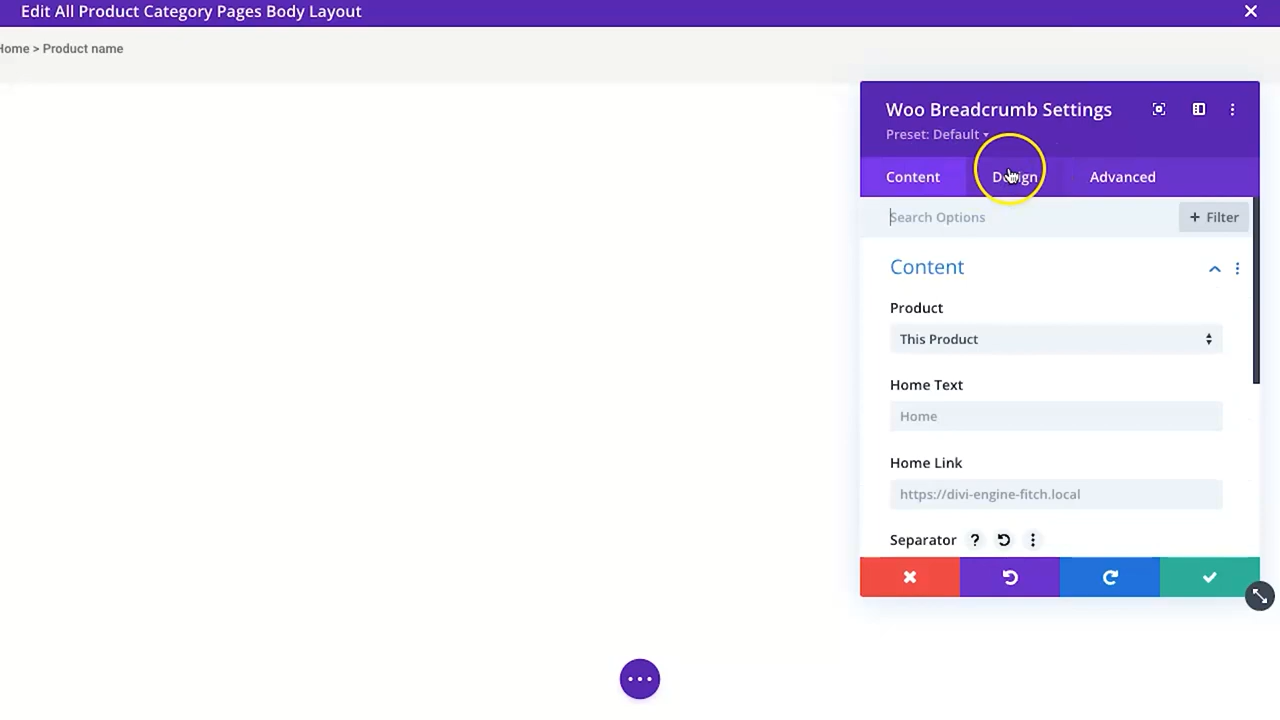 Edit All Product Category Pages Body Layout
Home > Product name
Woo Breadcrumb Settings
Preset: Default
Content
Design
Advanced
Search Options
+ Filter
Content
Product
This Product
Home Text
Home
Home Link
https://divi-engine-fitch.local
Separator ?